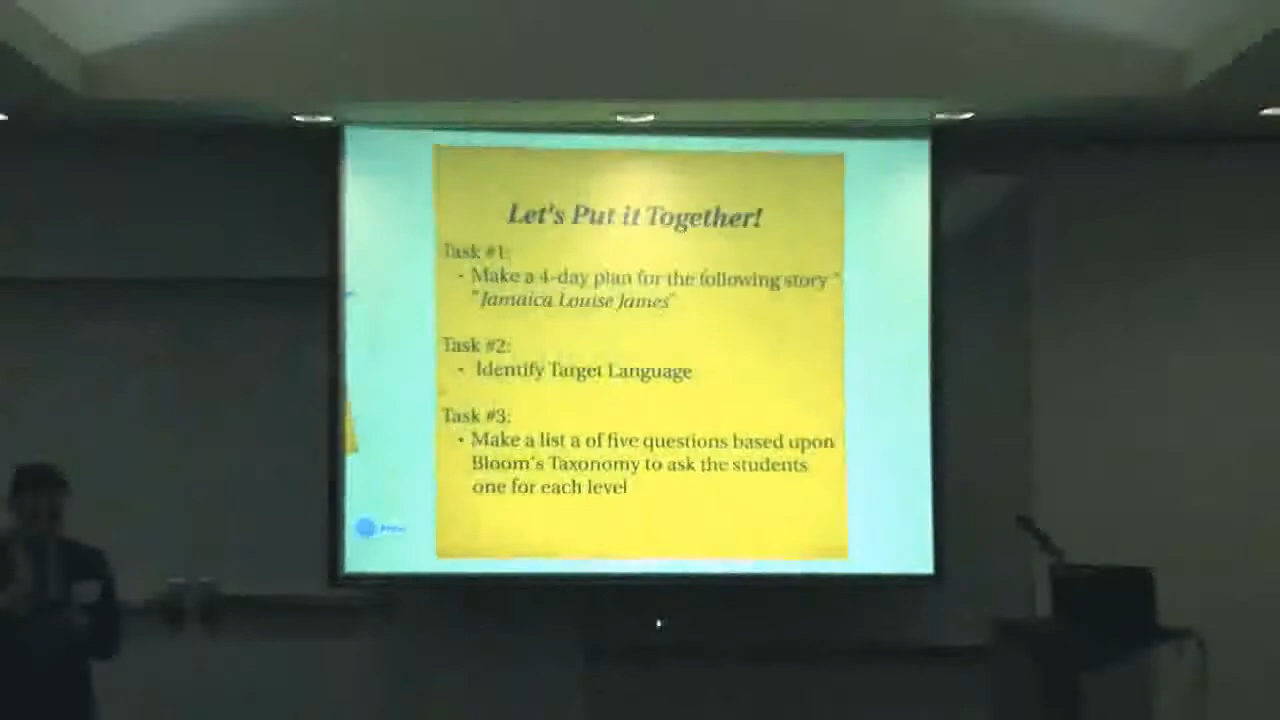 Let's Put it Together!
Task #1:
- Make a 4-day plan for the following story "
"Jamaica Louise James"
Task #2:
- Identify Target Language
Task #3:
• Make a list a of five questions based upon
Bloom's Taxonomy to ask the students
one for each level